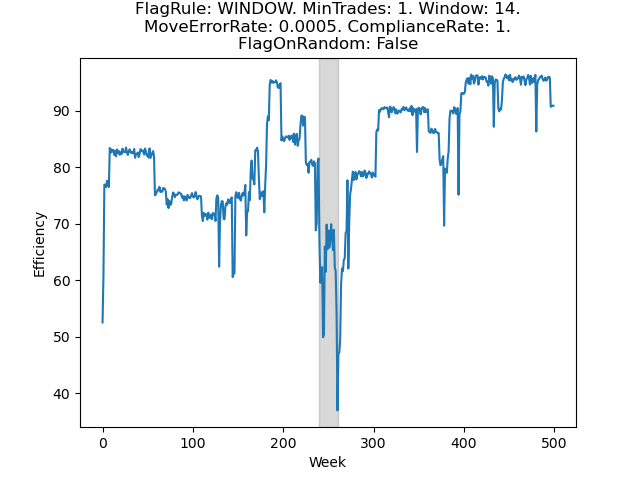 FlagRule: WINDOW. MinTrades: 1. Window: 14.
MoveErrorRate: 0.0005. ComplianceRate: 1.
FlagOnRandom: False
90
80
70
60
50
40
Efficiency
0 100 200 300 400 500
Week